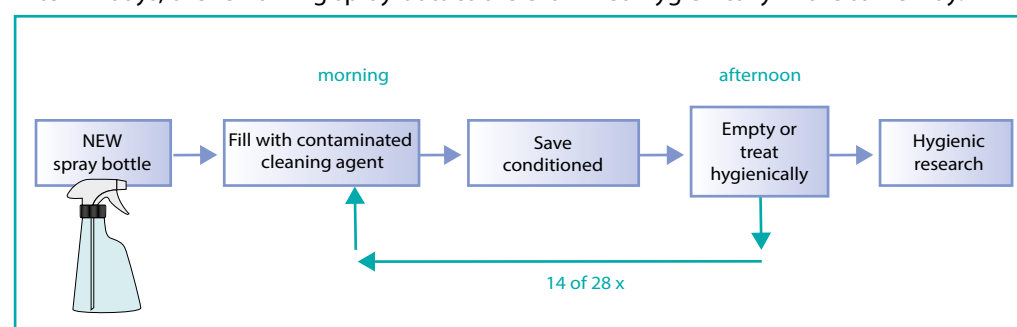 morning
afternoon
NEW
spray bottle
Fill with contaminated
cleaning agent
Save
conditioned
Empty or
treat
hygienically
Hygienic
research
14 of 28 x